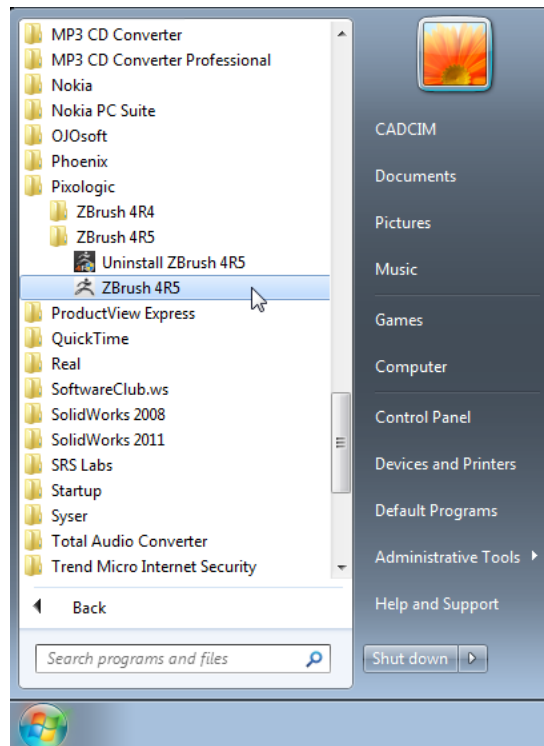 MP3 CD Converter
MP3 CD Converter Professional
Nokia
Nokia PC Suite
OJOsoft
Phoenix
Pixologic
ZBrush 4R4
ZBrush 4R5
Uninstall ZBrush 4R5
ZBrush 4R5
ProductView Express
QuickTime
Real
SoftwareClub.ws
SolidWorks 2008
SolidWorks 2011
SRS Labs
Startup
Syser
Total Audio Converter
Trend Micro Internet Security
Back
Search programs and files
CADCIM
Documents
Pictures
Music
Games
Computer
Control Panel
Devices and Printers
Default Programs
Administrative Tools
Help and Support
Shut down